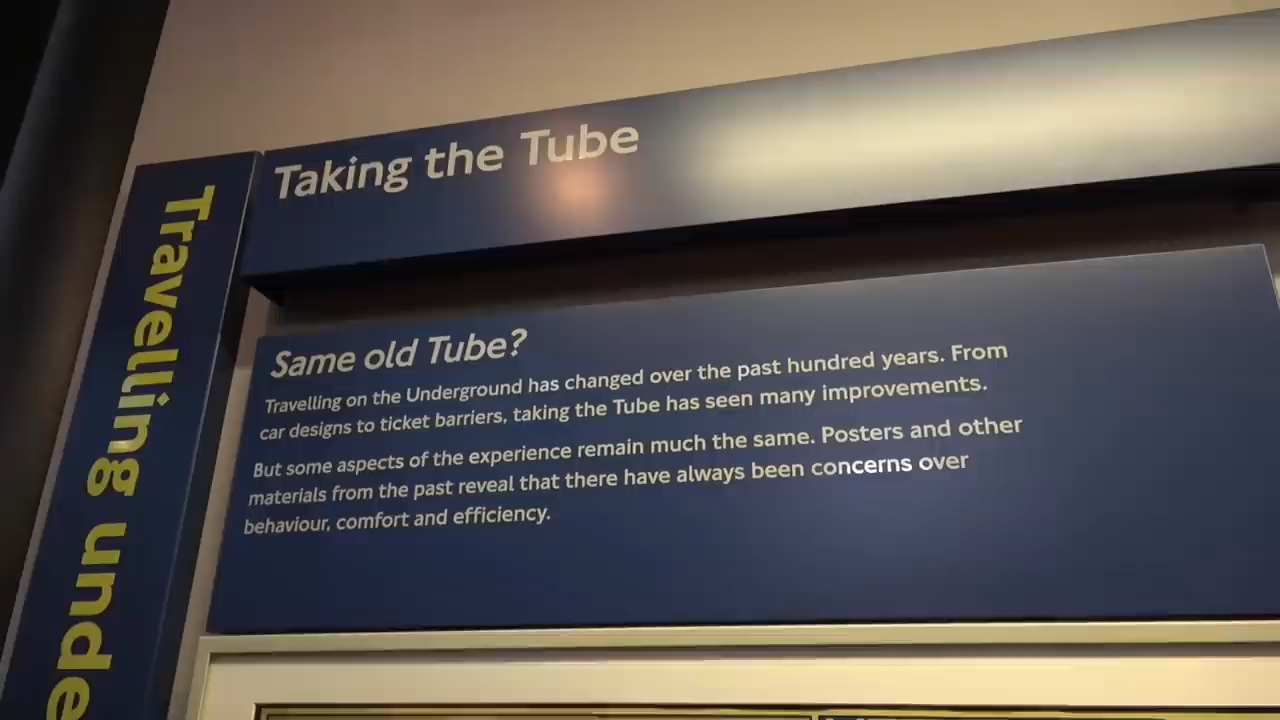 Taking the Tube
Travelling unde
Same old Tube?
Travelling on the Underground has changed over the past hundred years. From
car designs to ticket barriers, taking the Tube has seen many improvements.
But some aspects of the experience remain much the same. Posters and other
materials from the past reveal that there have always been concerns over
behaviour, comfort and efficiency.